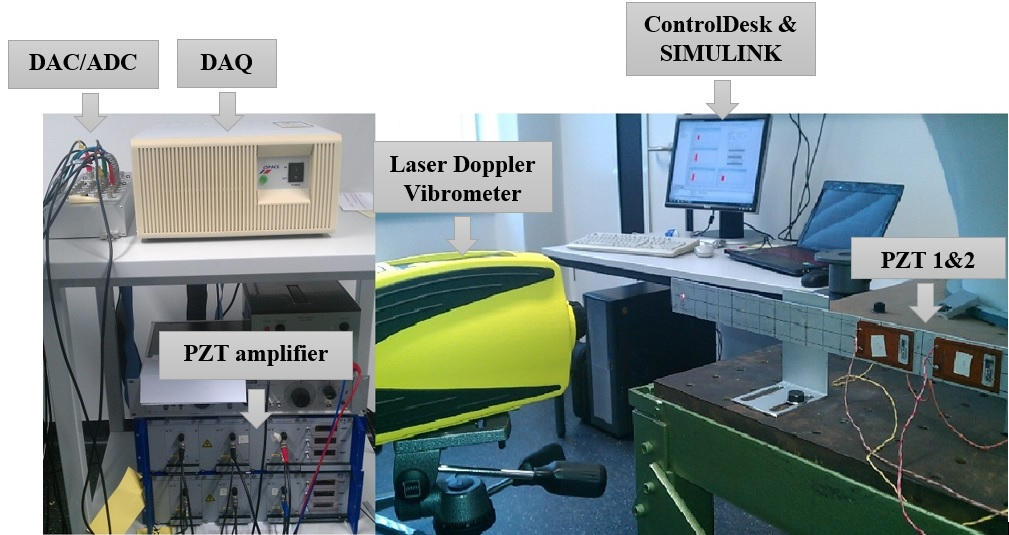 DAC/ADC
DAQ
ControlDesk &
SIMULINK
Laser Doppler
Vibrometer
PZT 1&2
PZT amplifier